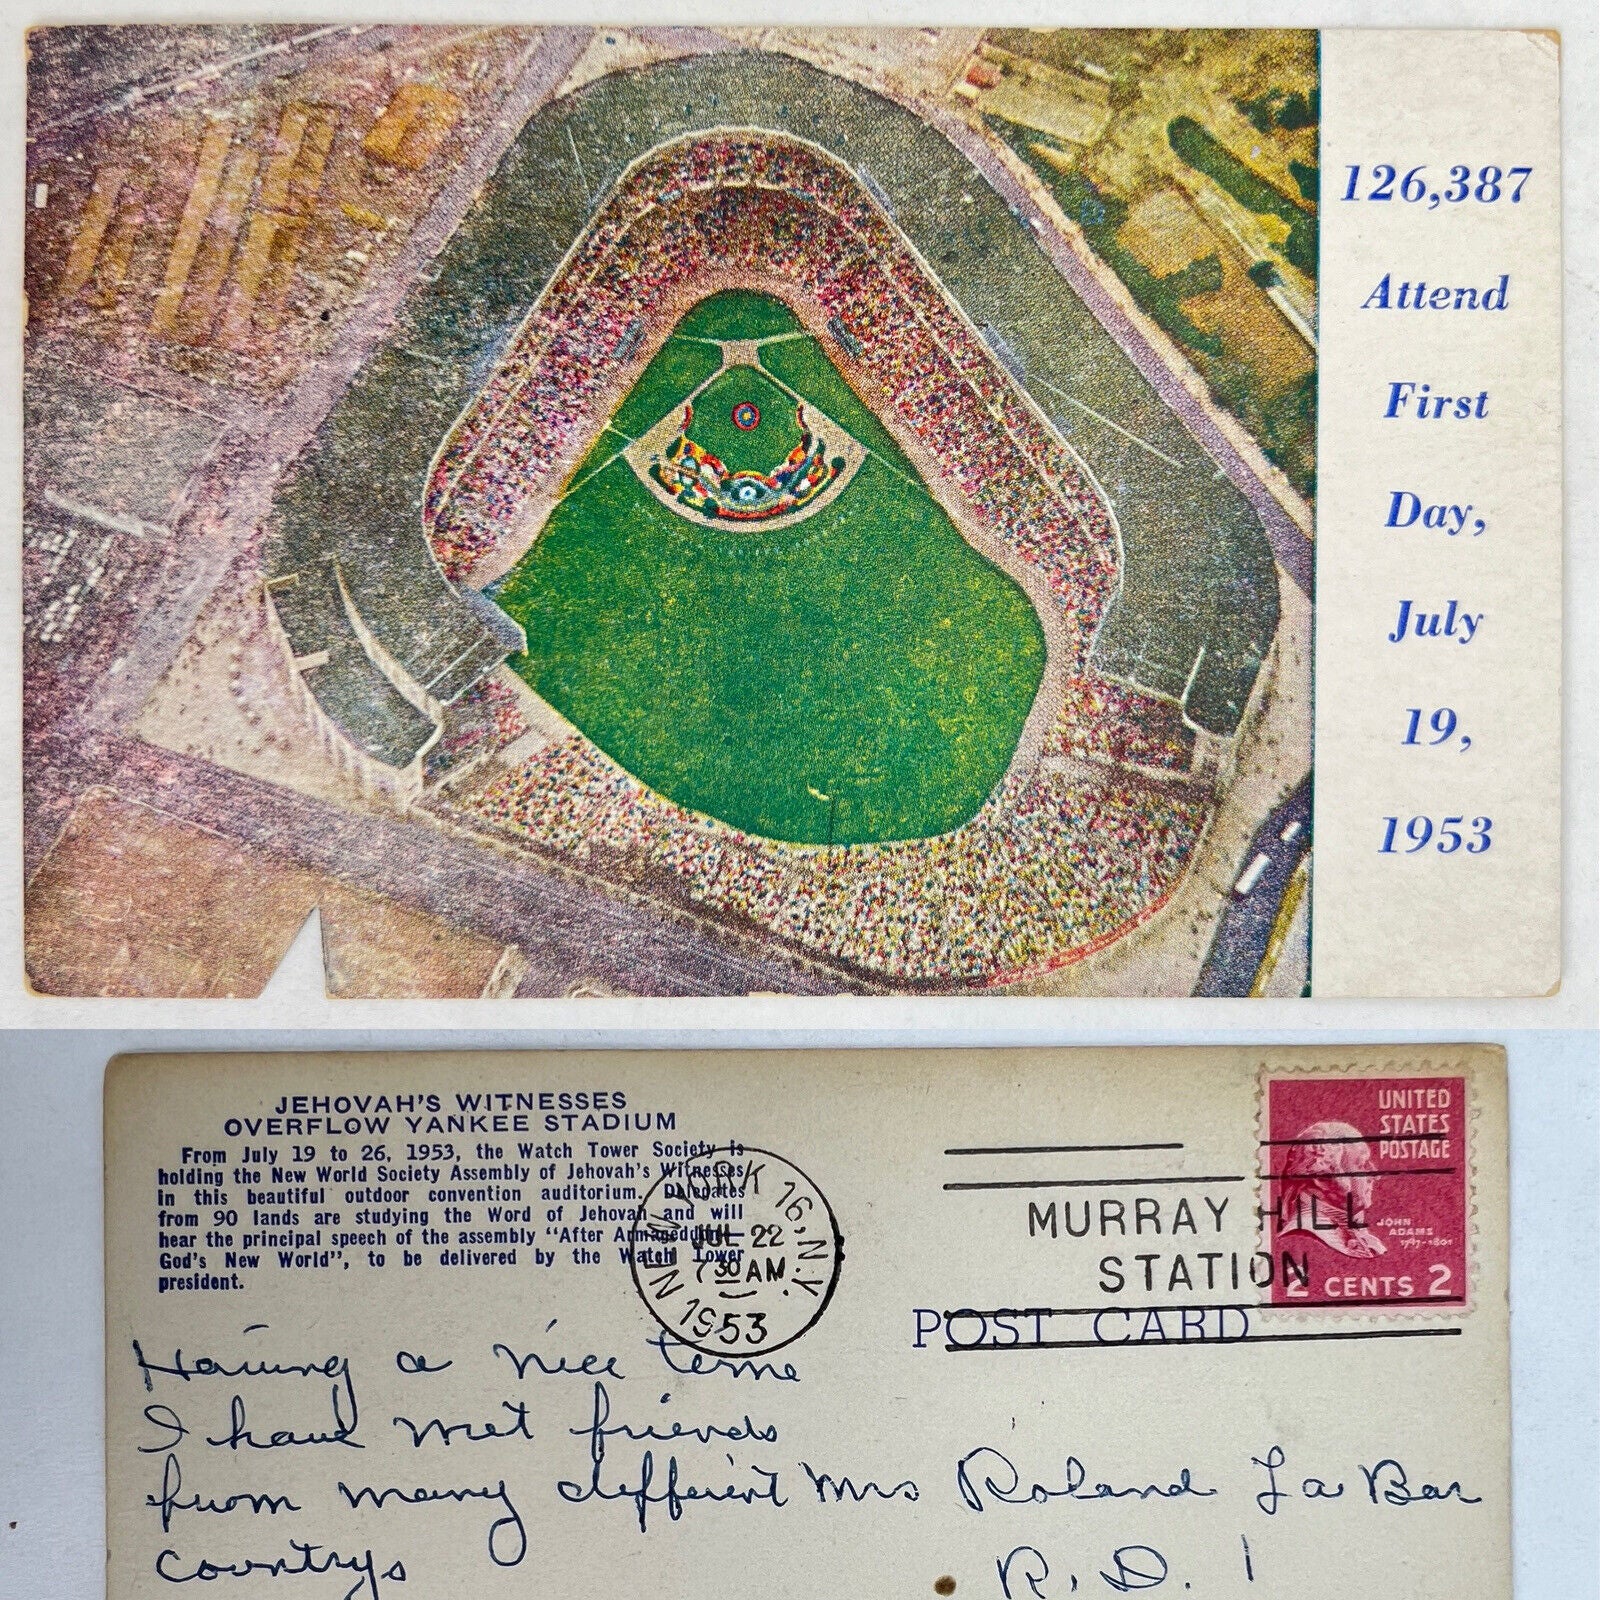 126,387
Attend
First
Day,
July
19,
1953
JEHOVAH'S WITNESSES
OVERFLOW YANKEE STADIUM
From July 19 to 26, 1953, the Watch Tower Society is
holding the New World Society Assembly of Jehovah's Witnesses
in this beautiful outdoor convention auditorium. Delegates
from 90 lands are studying the Word of Jehovah and will
hear the principal speech of the assembly "After Armageddon—
God's New World", to be delivered by the Watch Tower
president.
NEW YORK 16, N.Y.
JUL 22
7 30 AM
1953
MURRAY HILL
STATION
UNITED
STATES
POSTAGE
JOHN
ADAMS
1797-1801
2 CENTS 2
POST CARD
Having a nice time
I have met friends
from many different
countrys
Mrs Roland La Bar
R. D. 1